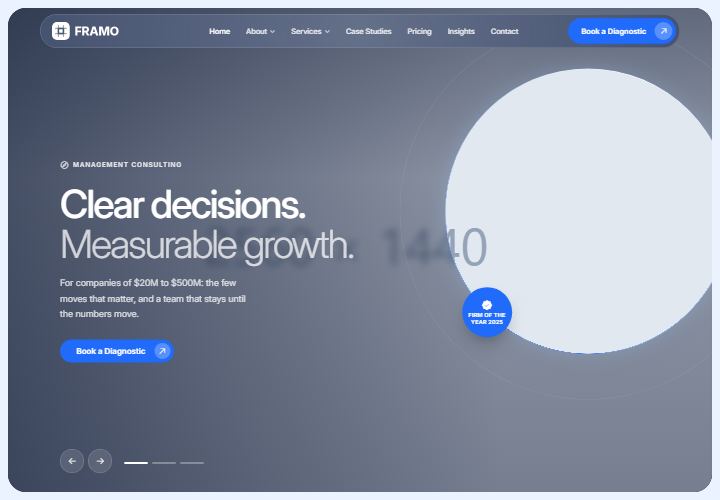 FRAMO
Home
About
Services
Case Studies
Pricing
Insights
Contact
Book a Diagnostic
MANAGEMENT CONSULTING
Clear decisions.
Measurable growth.
1440
For companies of $20M to $500M: the few
moves that matter, and a team that stays until
the numbers move.
FIRM OF THE
YEAR 2025
Book a Diagnostic